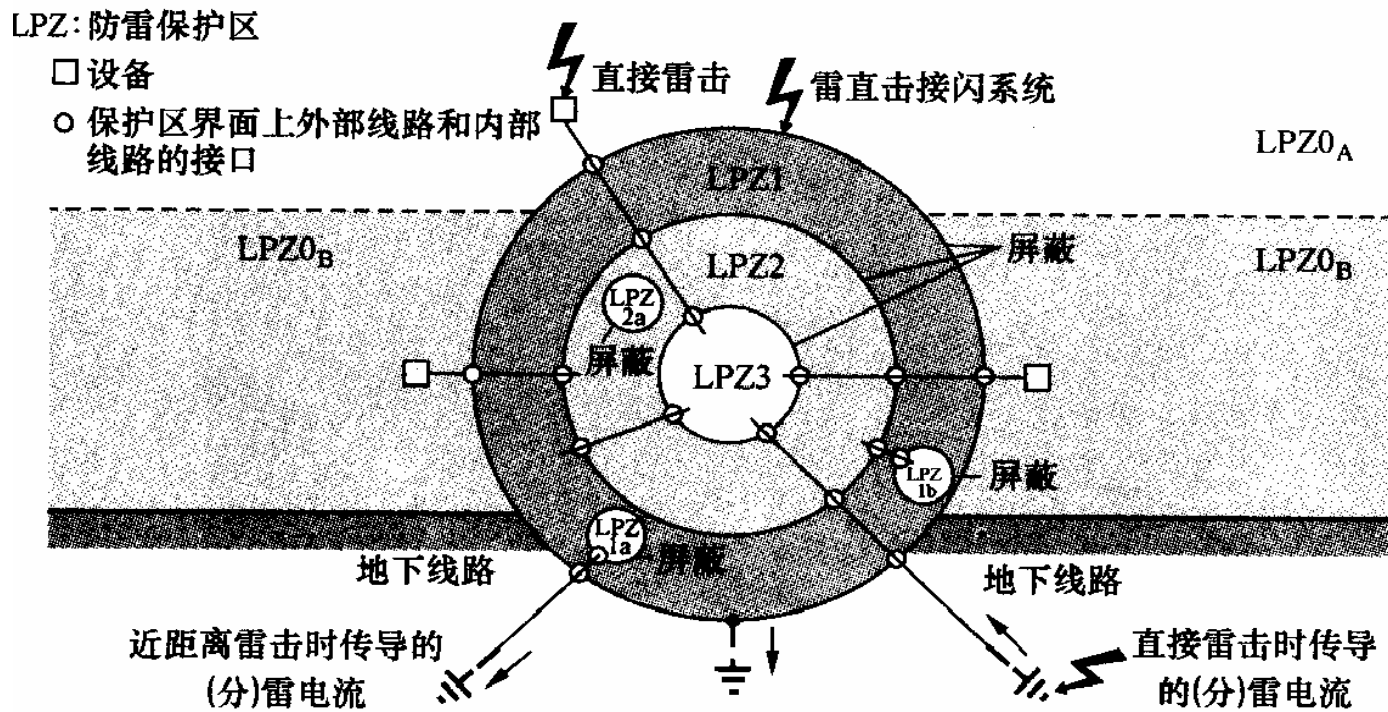 LPZ:防雷保护区
□ 设备
○ 保护区界面上外部线路和内部
线路的接口
直接雷击
雷直击接闪系统
LPZ0A
LPZ1
LPZ0B
LPZ2
屏蔽
LPZ0B
LPZ
2a
屏蔽
LPZ3
LPZ
1b
屏蔽
LPZ
1a
屏蔽
地下线路
地下线路
近距离雷击时传导的
(分)雷电流
直接雷击时传导
的(分)雷电流